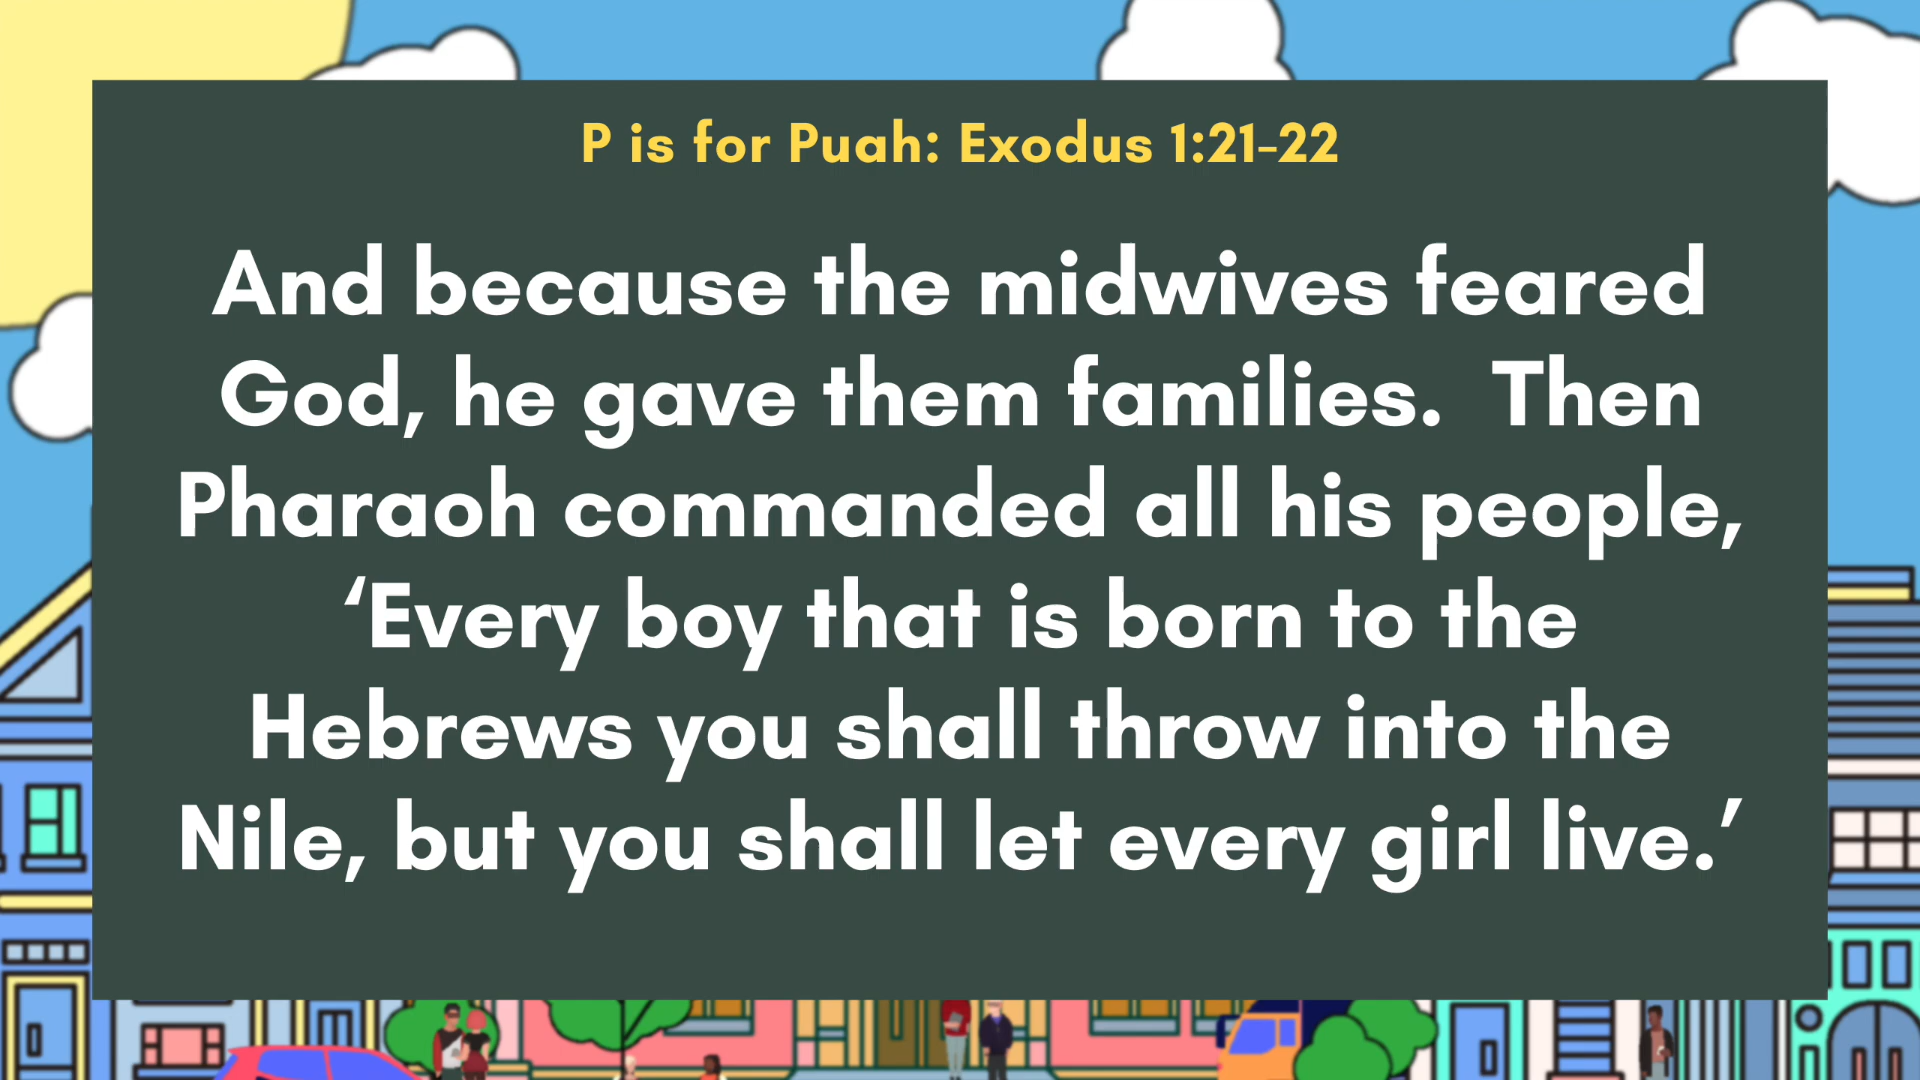 P is for Puah: Exodus 1:21-22
And because the midwives feared
God, he gave them families.  Then
Pharaoh commanded all his people,
‘Every boy that is born to the
Hebrews you shall throw into the
Nile, but you shall let every girl live.’